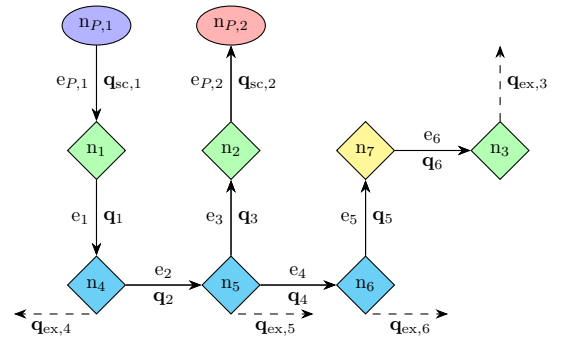 n_{P,1} n_{P,2}
e_{P,1} q_{sc,1} e_{P,2} q_{sc,2} q_{ex,3}
n_1 n_2 n_7 e_6 q_6 n_3
e_1 q_1 e_3 q_3 e_5 q_5
n_4 e_2 q_2 n_5 e_4 q_4 n_6
q_{ex,4} q_{ex,5} q_{ex,6}